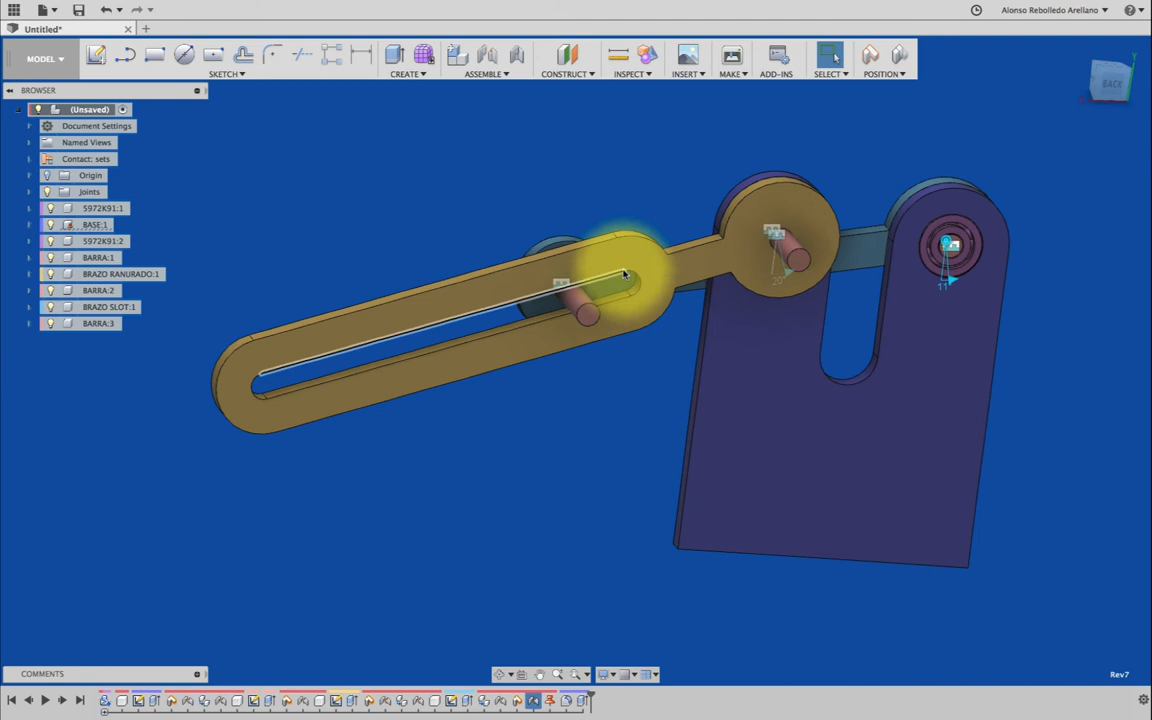 Alonso Rebolledo Arellano
Untitled*
MODEL
SKETCH
CREATE
ASSEMBLE
CONSTRUCT
INSPECT
INSERT
MAKE
ADD-INS
SELECT
POSITION
BROWSER
BACK
(Unsaved)
Document Settings
Named Views
Contact: sets
Origin
Joints
5972K91:1
BASE:1
5972K91:2
BARRA:1
BRAZO RANURADO:1
BARRA:2
BRAZO SLOT:1
BARRA:3
20
11
COMMENTS
Rev7